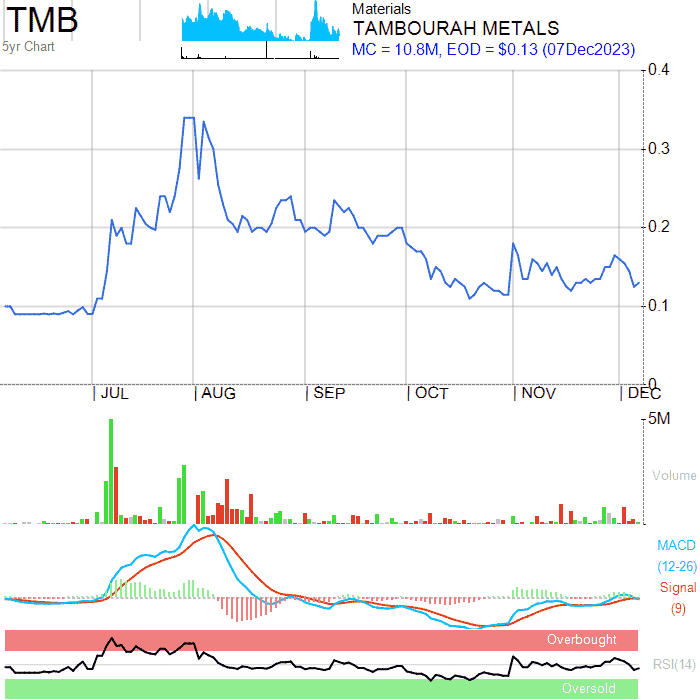 TMB
5yr Chart
Materials
TAMBOURAH METALS
MC = 10.8M, EOD = $0.13 (07Dec2023)
0.4
0.3
0.2
0.1
0
JUL AUG SEP OCT NOV DEC
5M
Volume
MACD
(12-26)
Signal
(9)
Overbought
RSI(14)
Oversold